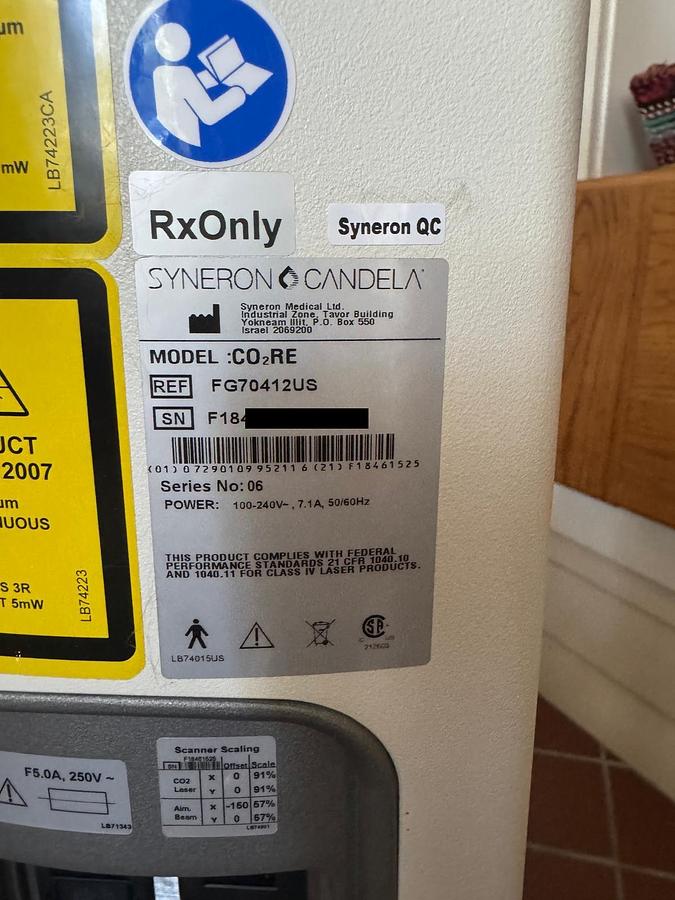 um
mW
LB74223CA
RxOnly
Syneron QC
SYNERON CANDELA
Syneron Medical Ltd.
Industrial Zone, Tavor Building
Yokneam Illit, P.O. Box 550
Israel 2069200
MODEL :CO₂RE
REF FG70412US
SN F184
(01) 07290109952116 (21) F18461525
Series No: 06
POWER: 100-240V~, 7.1A, 50/60Hz
THIS PRODUCT COMPLIES WITH FEDERAL
PERFORMANCE STANDARDS 21 CFR 1040.10
AND 1040.11 FOR CLASS IV LASER PRODUCTS.
LB74015US
UCT
2007
um
UOUS
S 3R
T 5mW
LB74223
F5.0A, 250V ~
LB71343
Scanner Scaling
SN F18461525 Offset Scale
CO2 Laser X 0 91%
Y 0 91%
Aim. Beam X -150 57%
Y 0 57%